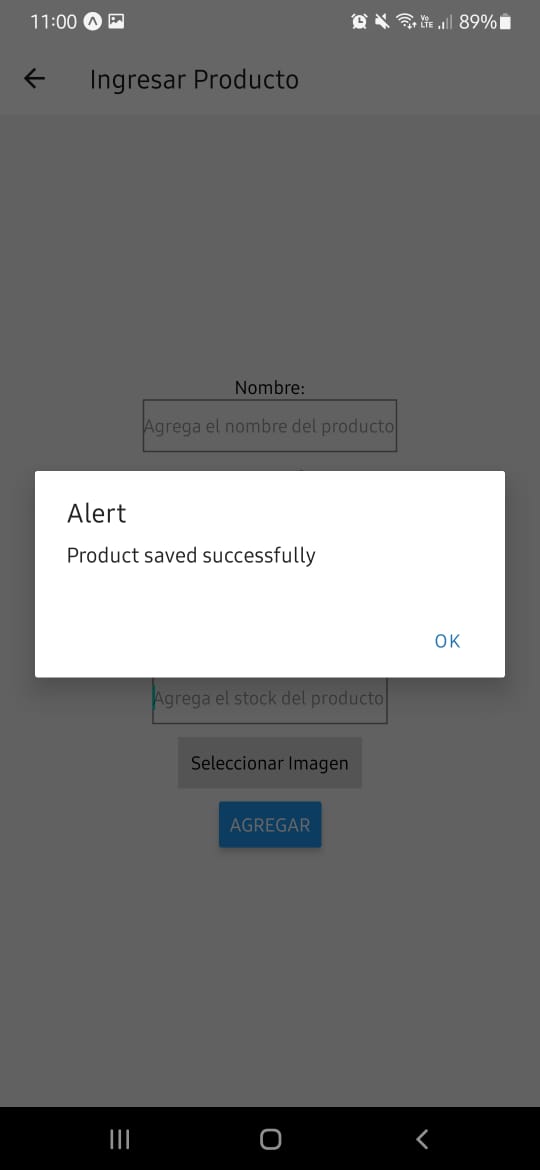 11:00 Vo LTE 89%
Ingresar Producto
Nombre:
Agrega el nombre del producto
Alert
Product saved successfully
OK
Agrega el stock del producto
Seleccionar Imagen
AGREGAR